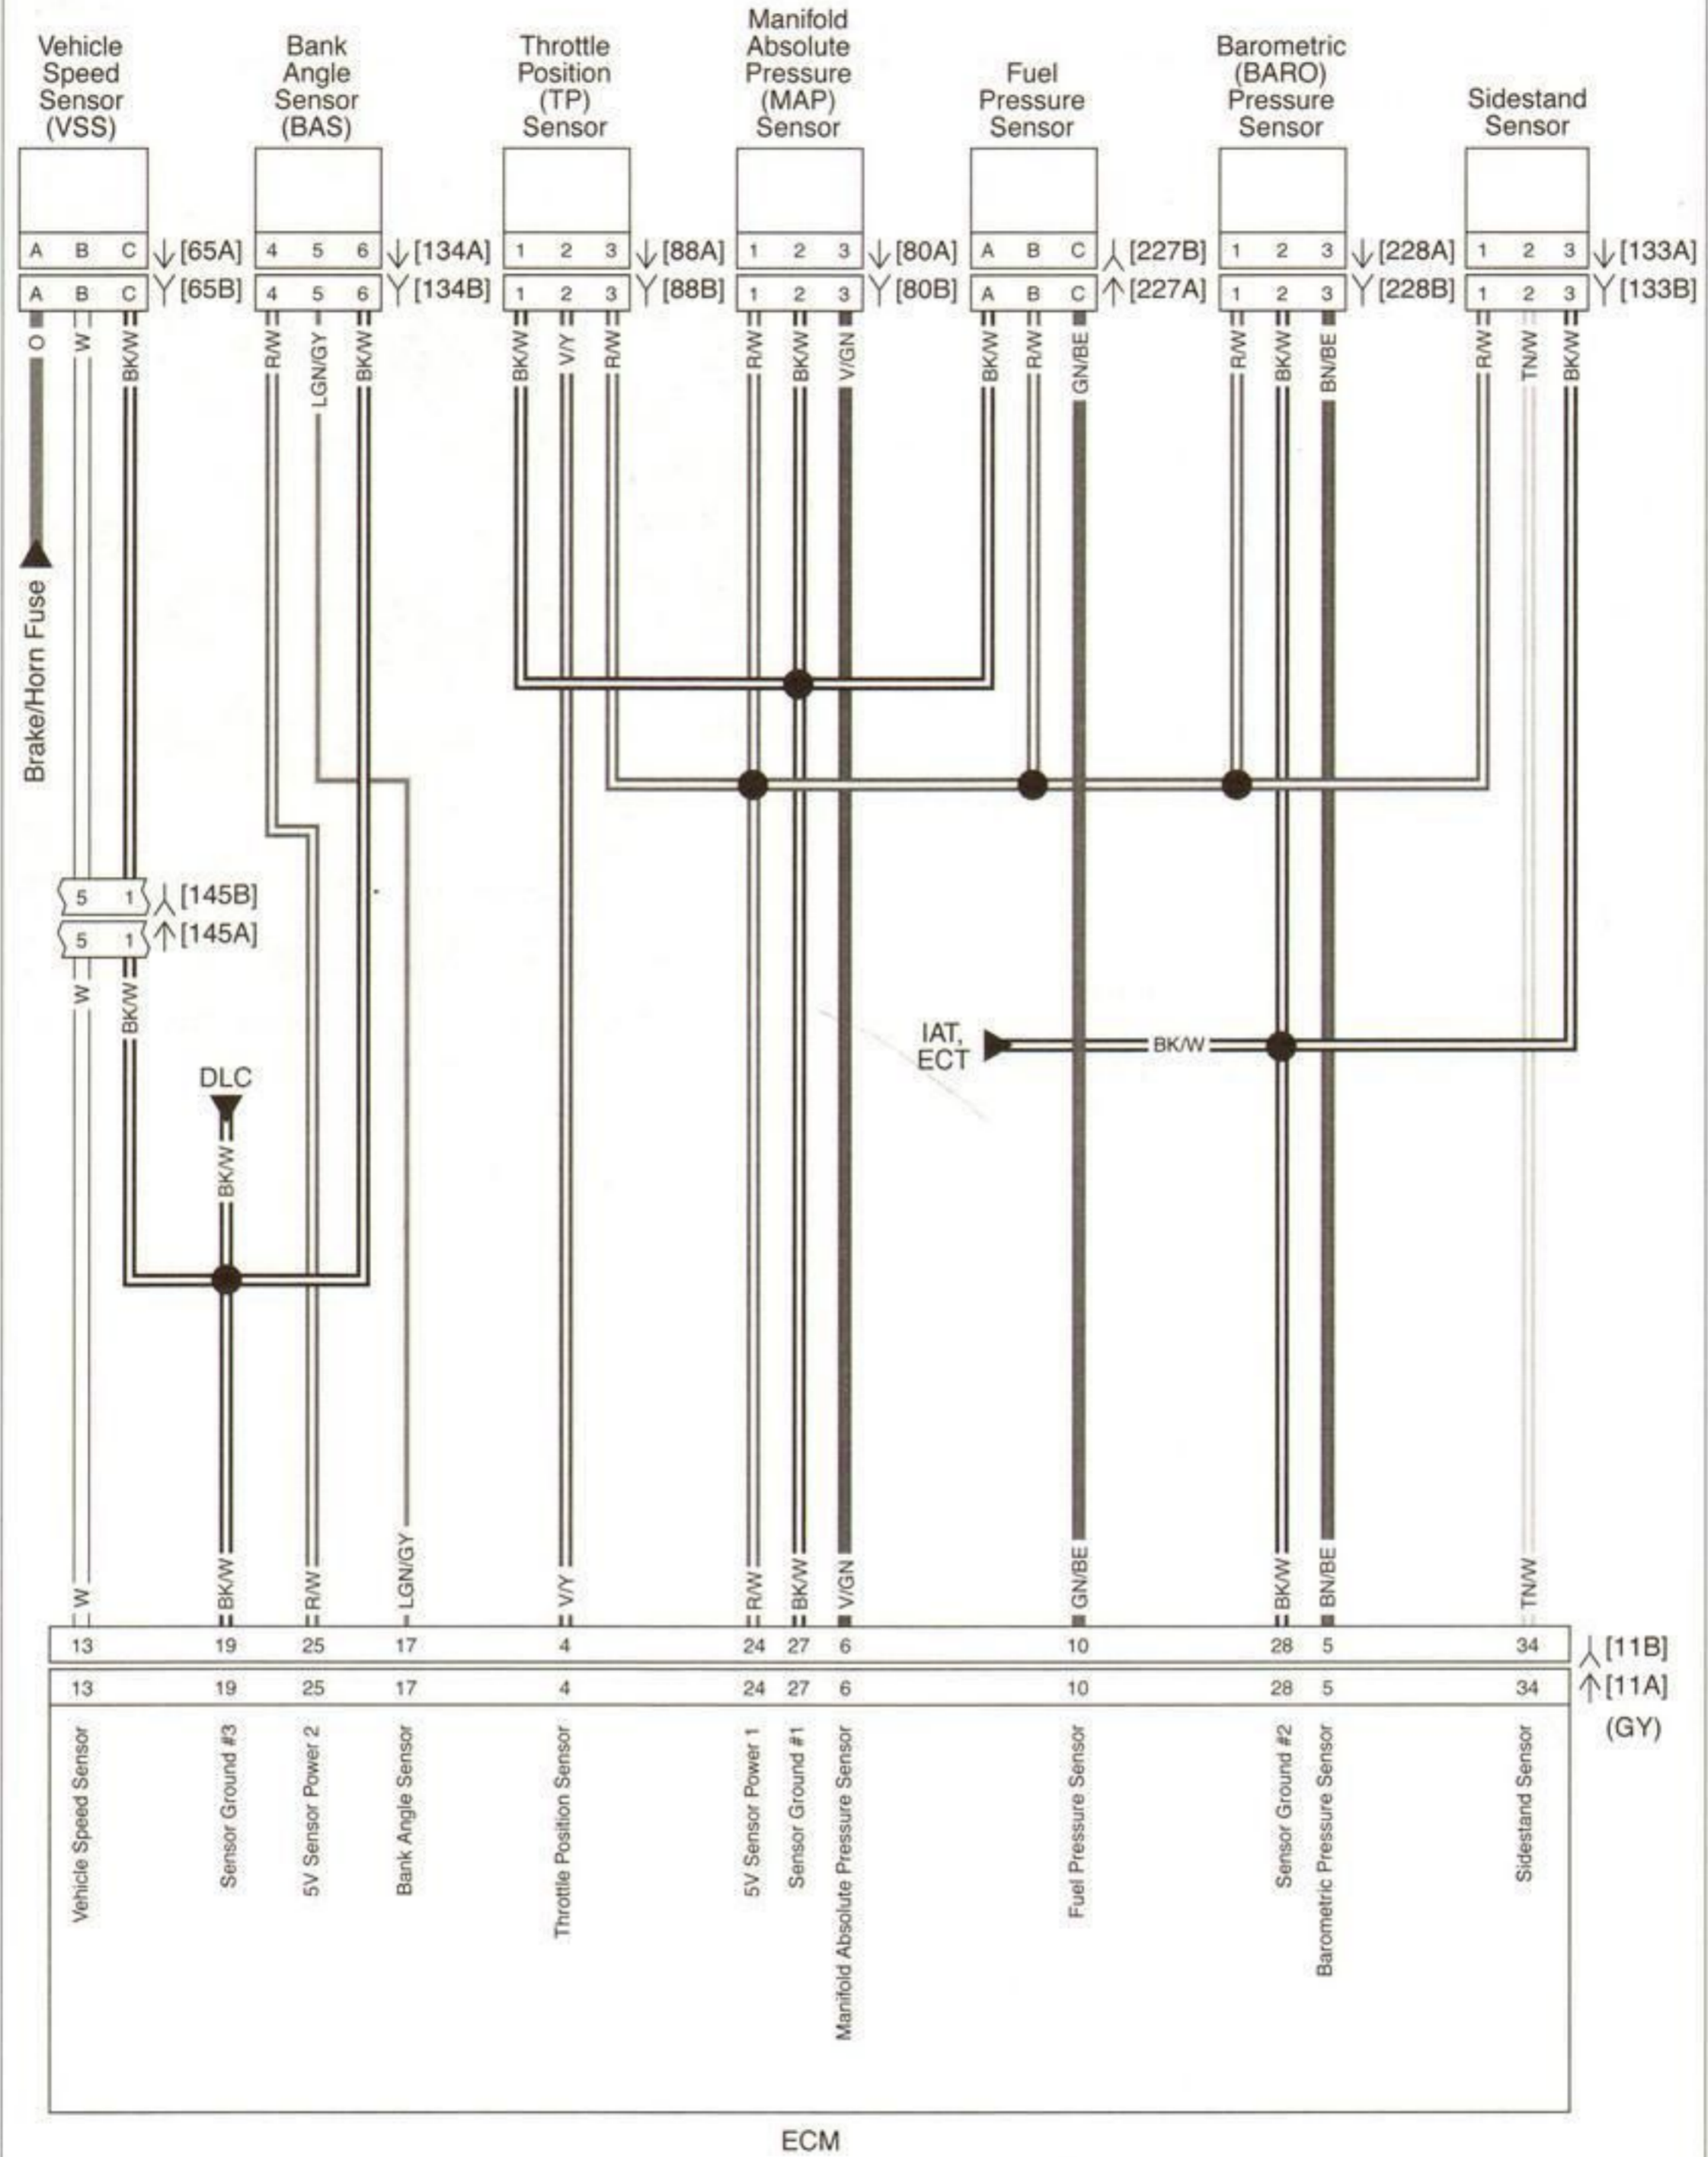 Vehicle
Speed
Sensor
(VSS)
Bank
Angle
Sensor
(BAS)
Throttle
Position
(TP)
Sensor
Manifold
Absolute
Pressure
(MAP)
Sensor
Fuel
Pressure
Sensor
Barometric
(BARO)
Pressure
Sensor
Sidestand
Sensor
A B C [65A] 4 5 6 [134A] 1 2 3 [88A] 1 2 3 [80A] A B C [227B] 1 2 3 [228A] 1 2 3 [133A]
A B C [65B] 4 5 6 [134B] 1 2 3 [88B] 1 2 3 [80B] A B C [227A] 1 2 3 [228B] 1 2 3 [133B]
O W BK/W R/W LGN/GY BK/W BK/W V/Y R/W R/W BK/W V/GN BK/W R/W GN/BE R/W BK/W BN/BE R/W TN/W BK/W
Brake/Horn Fuse
5 1 [145B]
5 1 [145A]
W BK/W
IAT,
ECT
BK/W
DLC
BK/W
W BK/W R/W LGN/GY V/Y R/W BK/W V/GN GN/BE BK/W BN/BE TN/W
13 19 25 17 4 24 27 6 10 28 5 34 [11B]
13 19 25 17 4 24 27 6 10 28 5 34 [11A]
(GY)
Vehicle Speed Sensor
Sensor Ground #3
5V Sensor Power 2
Bank Angle Sensor
Throttle Position Sensor
5V Sensor Power 1
Sensor Ground #1
Manifold Absolute Pressure Sensor
Fuel Pressure Sensor
Sensor Ground #2
Barometric Pressure Sensor
Sidestand Sensor
ECM